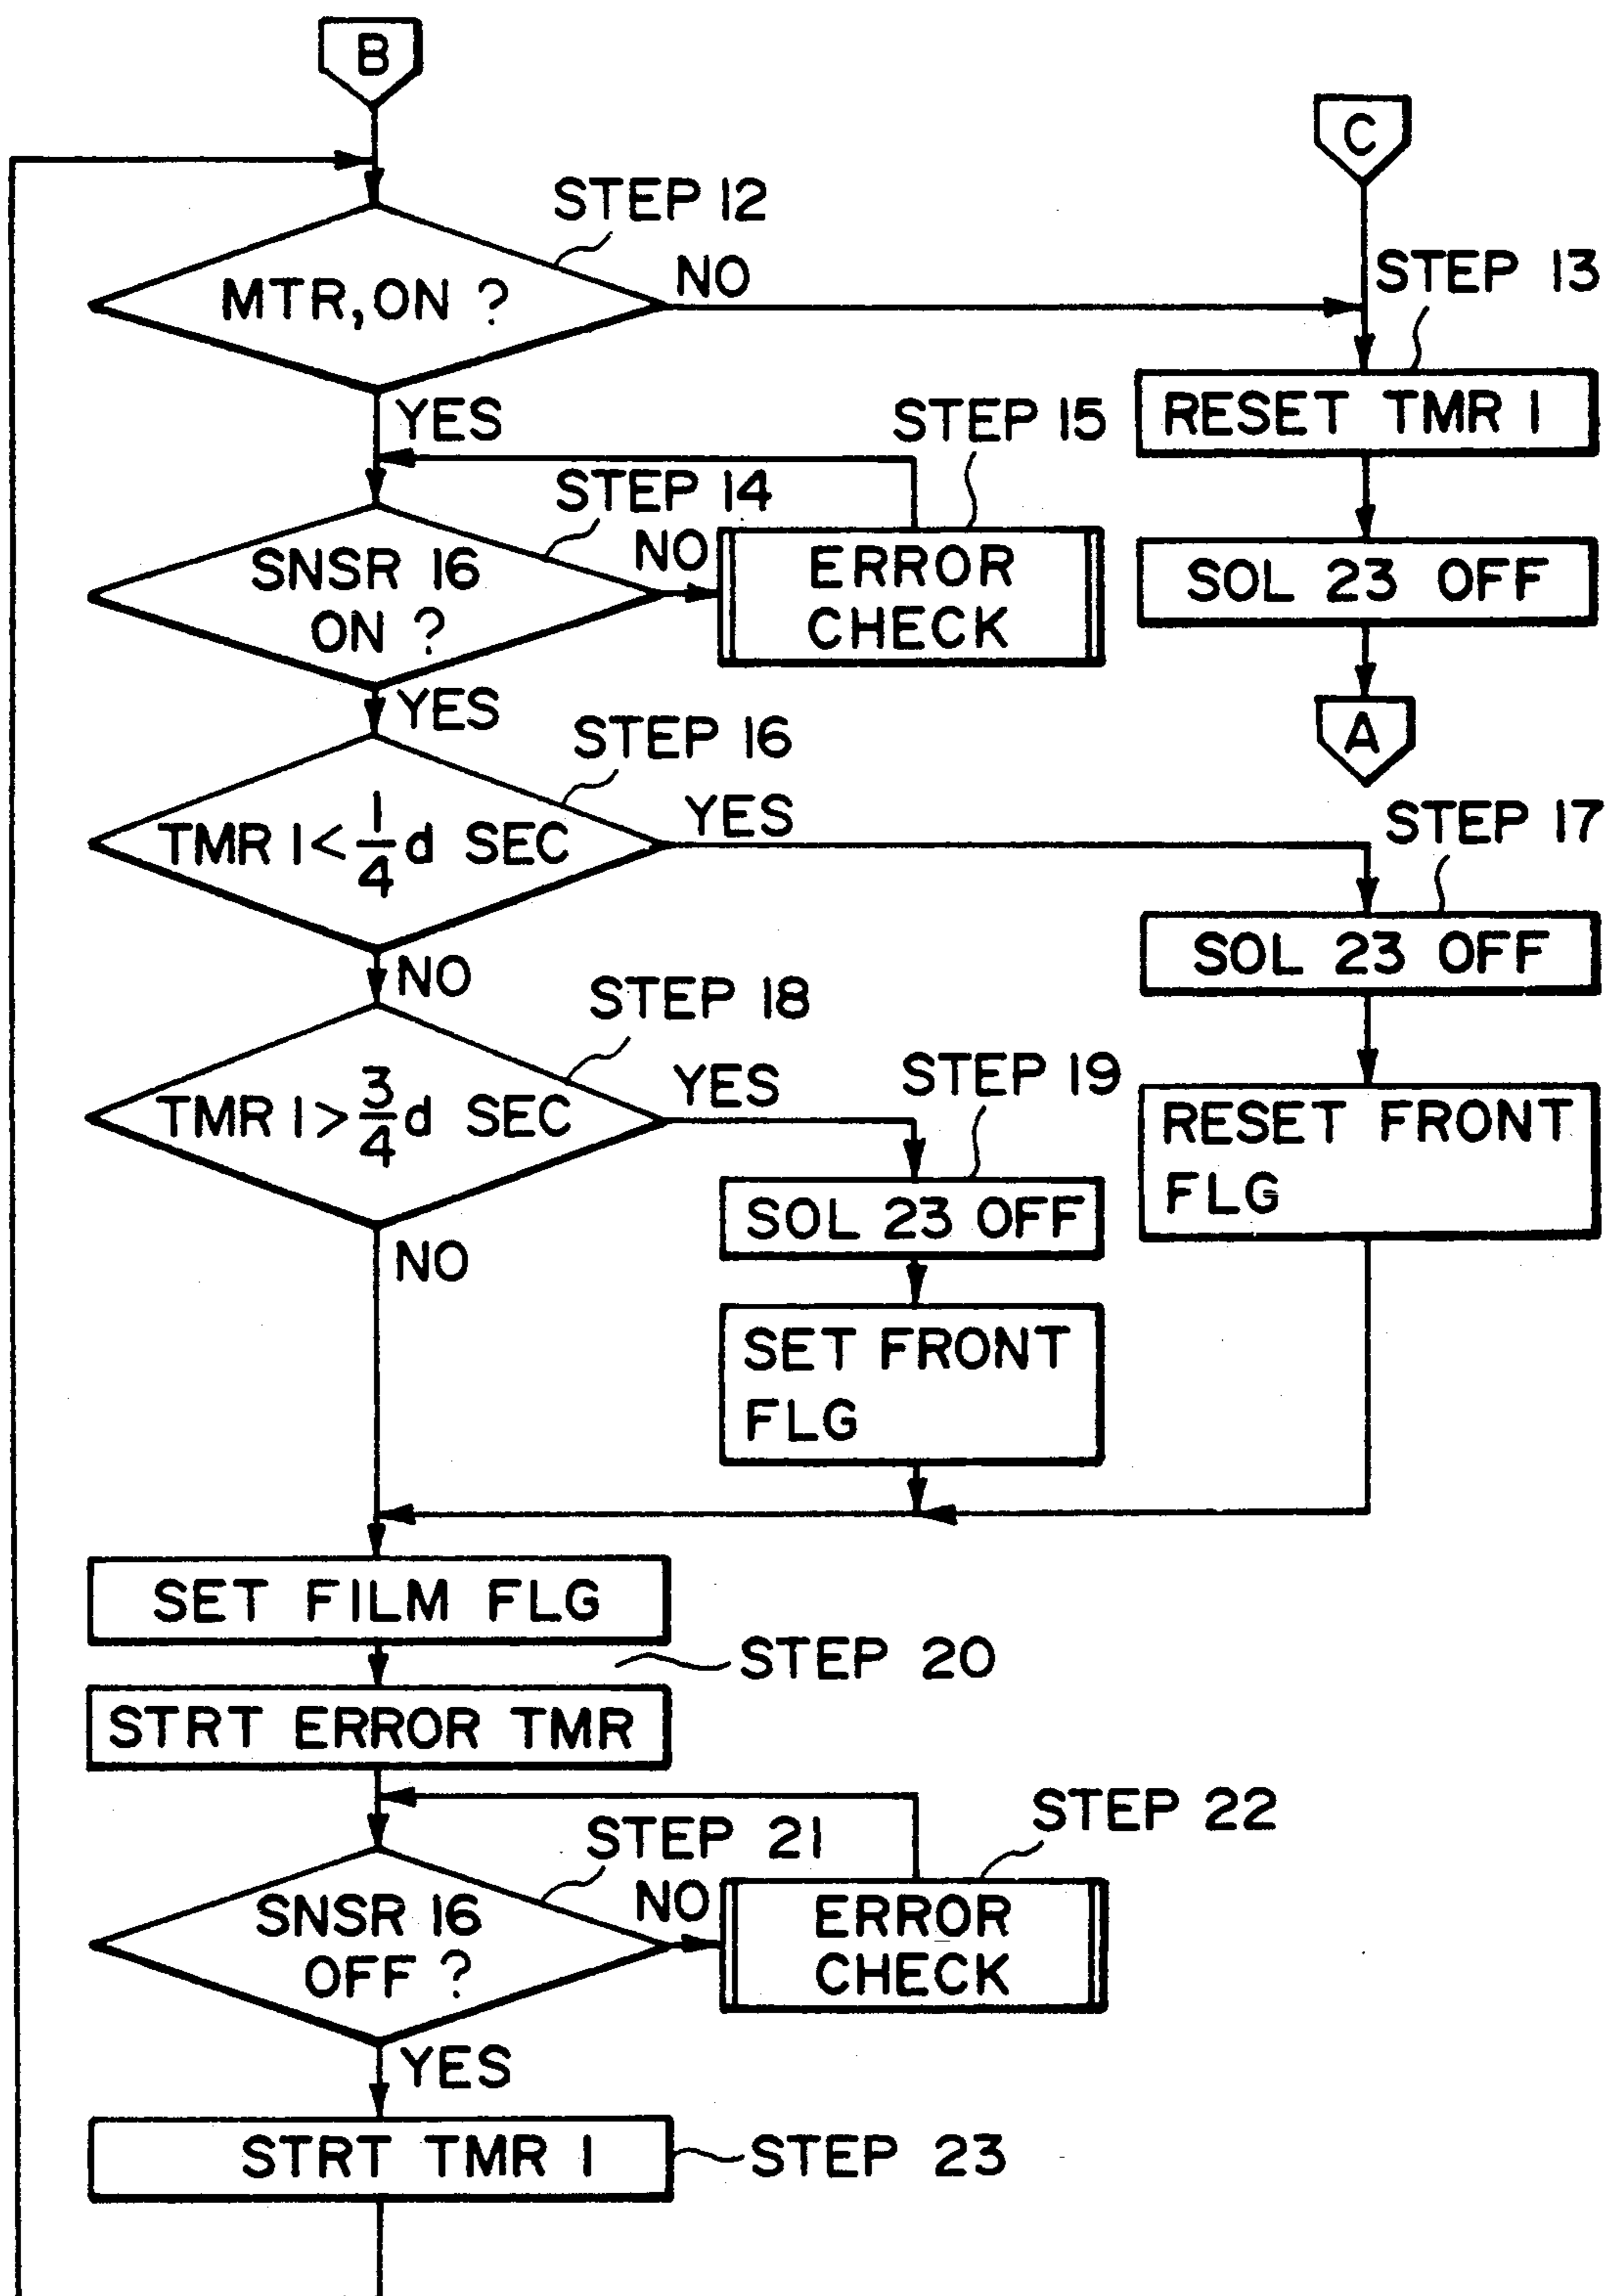 B
C
STEP 12
MTR, ON ?
NO
STEP 13
RESET TMR 1
YES
STEP 15
STEP 14
SNSR 16
ON ?
NO
ERROR
CHECK
SOL 23 OFF
A
YES
STEP 16
TMR 1 < 1/4 d SEC
YES
STEP 17
SOL 23 OFF
NO
STEP 18
TMR 1 > 3/4 d SEC
YES
STEP 19
SOL 23 OFF
RESET FRONT
FLG
NO
SET FRONT
FLG
SET FILM FLG
STEP 20
STRT ERROR TMR
STEP 21
STEP 22
SNSR 16
OFF ?
NO
ERROR
CHECK
YES
STRT TMR 1
STEP 23